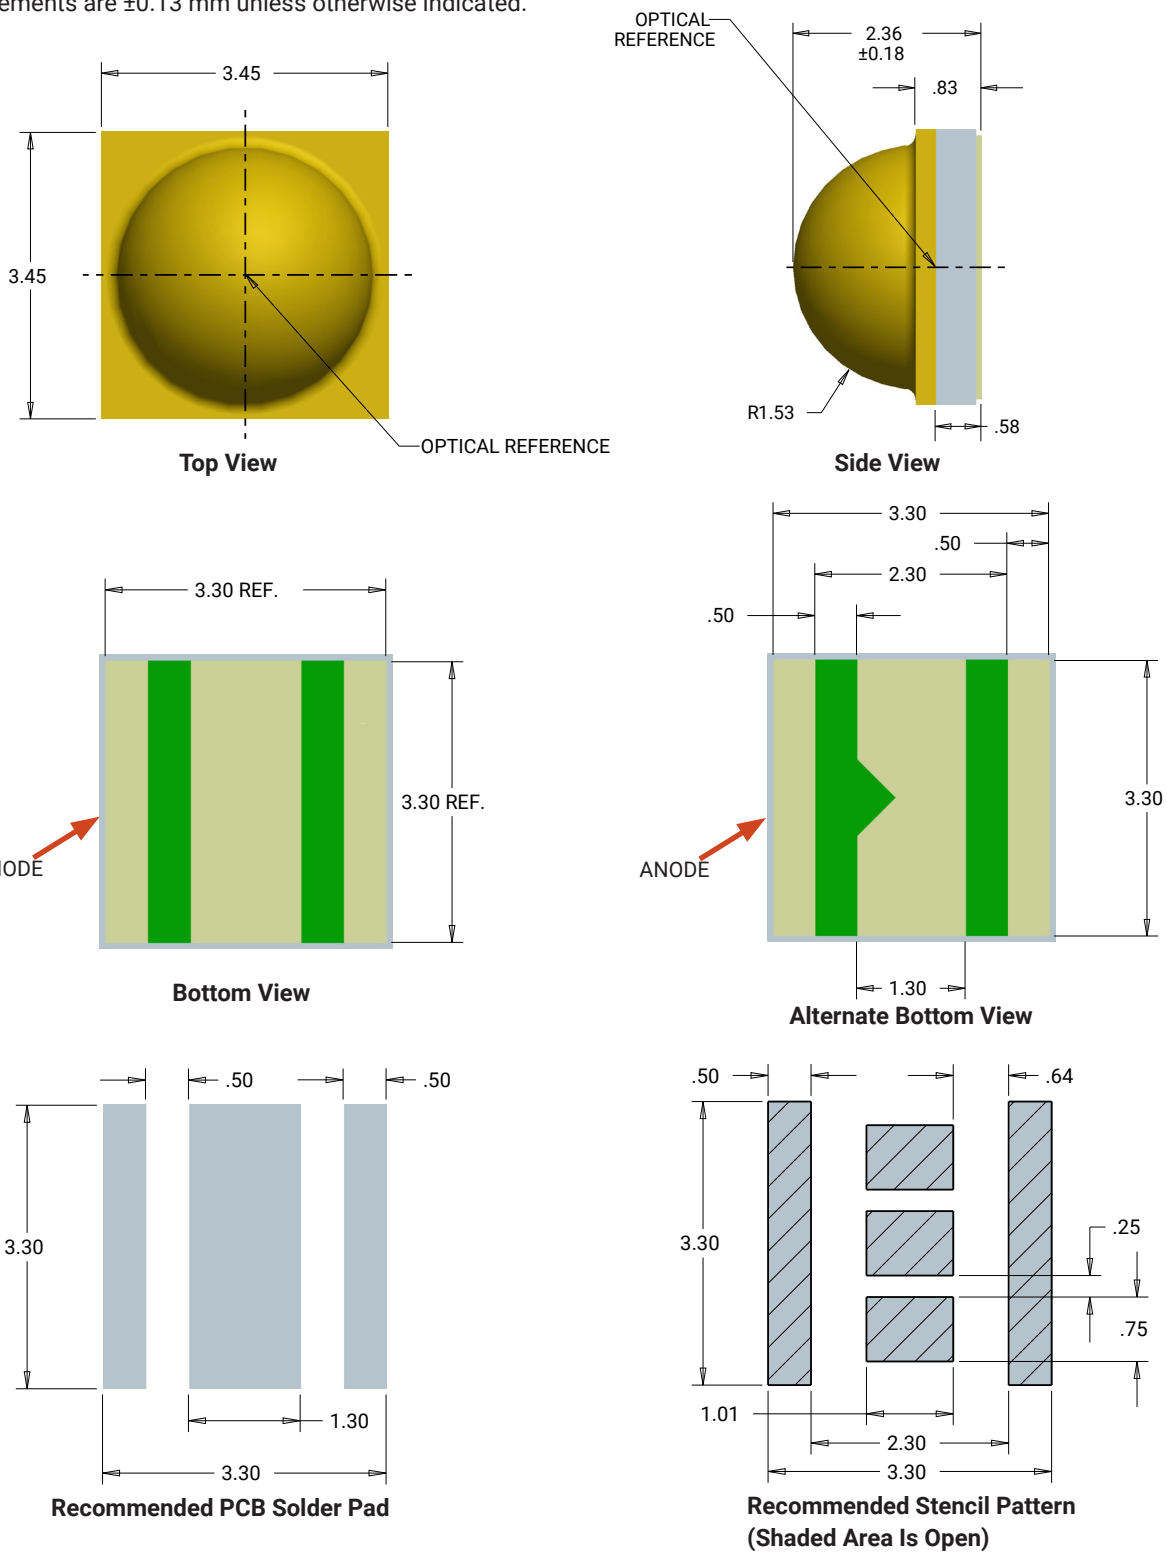 are ±0.13 mm unless otherwise indicated.
OPTICAL
REFERENCE
2.36
±0.18
.83
3.45
3.45
OPTICAL REFERENCE
R1.53
.58
Top View
Side View
3.30
.50
2.30
.50
3.30 REF.
3.30 REF.
3.30
ANODE
1.30
Bottom View
Alternate Bottom View
.50
.50
.50
.64
3.30
3.30
.25
.75
1.30
1.01
2.30
3.30
3.30
Recommended PCB Solder Pad
Recommended Stencil Pattern
(Shaded Area Is Open)